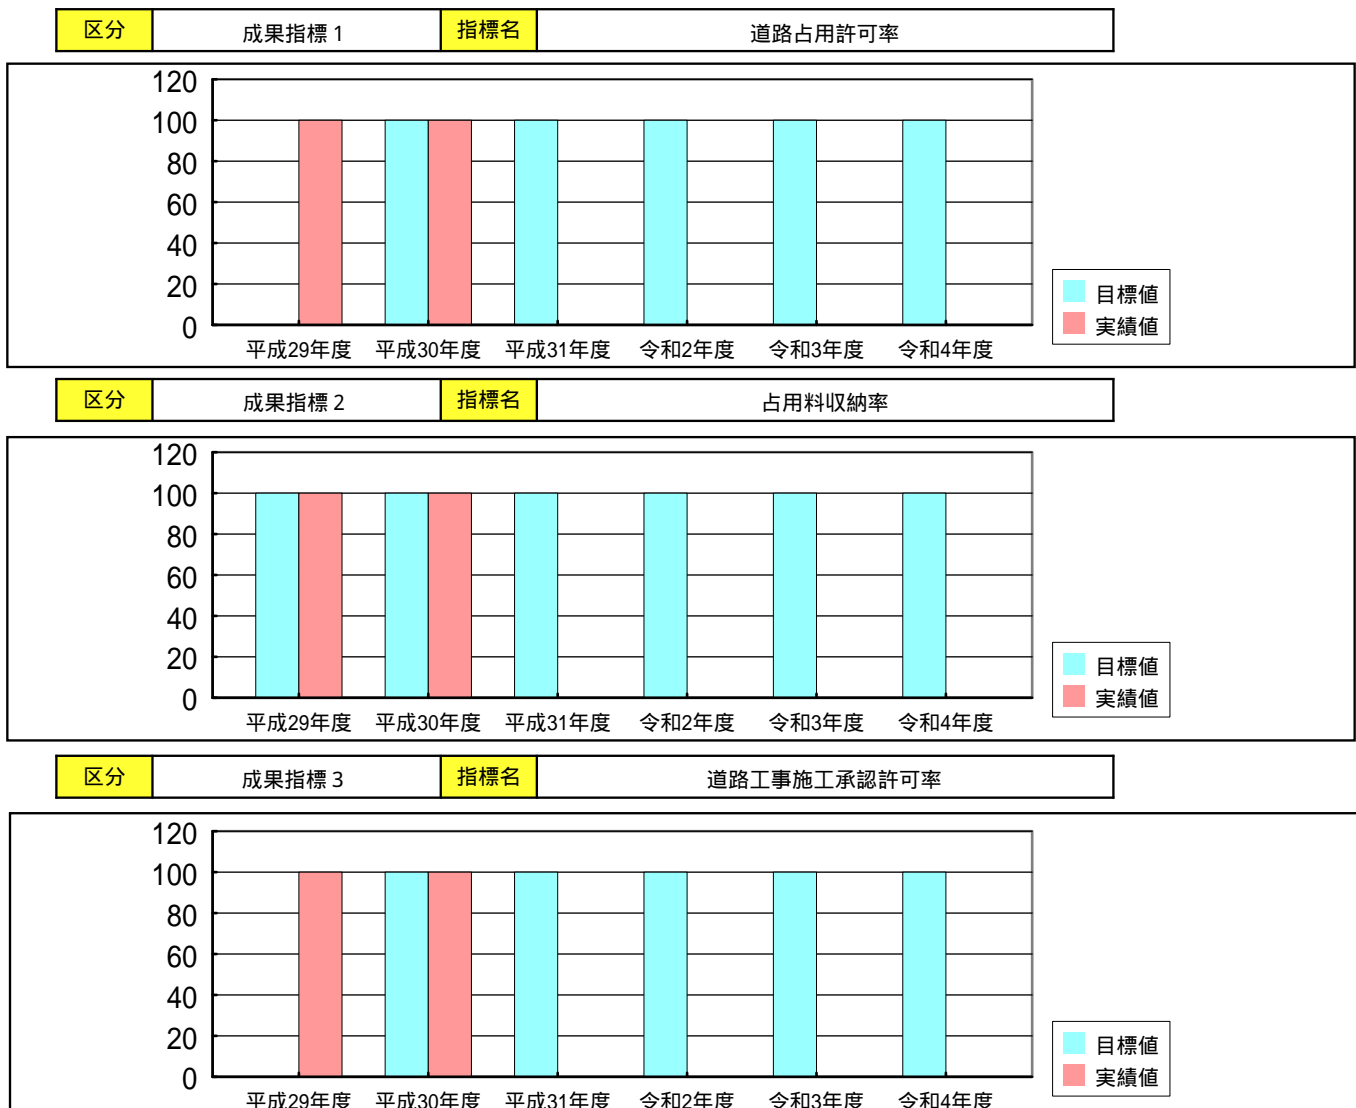 区分 成果指標1 指標名 道路占用許可率
120
100
80
60
40
20
0
平成29年度 平成30年度 平成31年度 令和2年度 令和3年度 令和4年度
目標値
実績値
区分 成果指標2 指標名 占用料収納率
120
100
80
60
40
20
0
平成29年度 平成30年度 平成31年度 令和2年度 令和3年度 令和4年度
目標値
実績値
区分 成果指標3 指標名 道路工事施工承認許可率
120
100
80
60
40
20
0
平成29年度 平成30年度 平成31年度 令和2年度 令和3年度 令和4年度
目標値
実績値